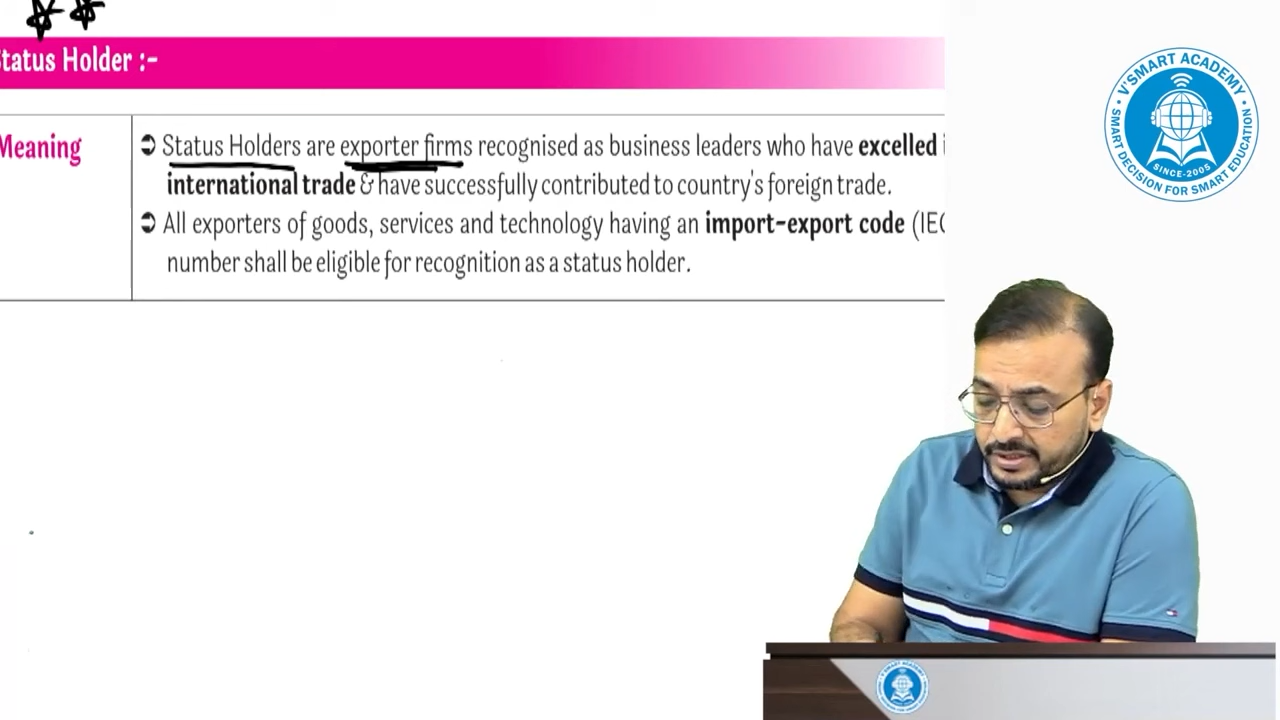 tatus Holder :-
Meaning
➲ Status Holders are exporter firms recognised as business leaders who have excelled i
international trade & have successfully contributed to country's foreign trade.
➲ All exporters of goods, services and technology having an import-export code (IEC
number shall be eligible for recognition as a status holder.
V'SMART ACADEMY
SINCE-2005
SMART DECISION FOR SMART EDUCATION